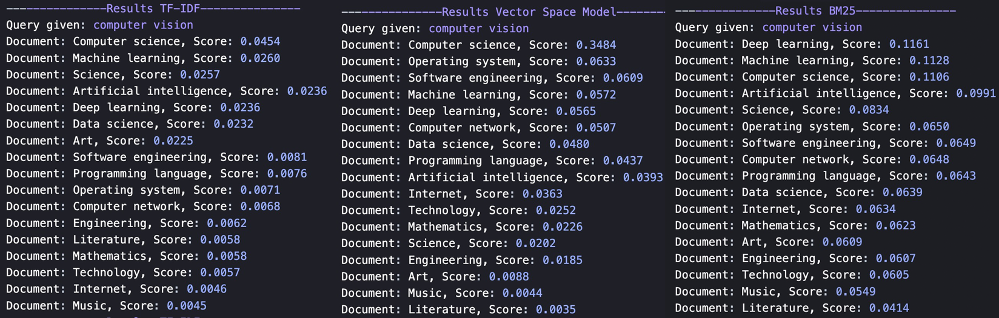 ---------------Results TF-IDF---------------
Query given: computer vision
Document: Computer science, Score: 0.0454
Document: Machine learning, Score: 0.0260
Document: Science, Score: 0.0257
Document: Artificial intelligence, Score: 0.0236
Document: Deep learning, Score: 0.0236
Document: Data science, Score: 0.0232
Document: Art, Score: 0.0225
Document: Software engineering, Score: 0.0081
Document: Programming language, Score: 0.0076
Document: Operating system, Score: 0.0071
Document: Computer network, Score: 0.0068
Document: Engineering, Score: 0.0062
Document: Literature, Score: 0.0058
Document: Mathematics, Score: 0.0058
Document: Technology, Score: 0.0057
Document: Internet, Score: 0.0046
Document: Music, Score: 0.0045
---------------Results Vector Space Model--------
Query given: computer vision
Document: Computer science, Score: 0.3484
Document: Operating system, Score: 0.0633
Document: Software engineering, Score: 0.0609
Document: Machine learning, Score: 0.0572
Document: Deep learning, Score: 0.0565
Document: Computer network, Score: 0.0507
Document: Data science, Score: 0.0480
Document: Programming language, Score: 0.0437
Document: Artificial intelligence, Score: 0.0393
Document: Internet, Score: 0.0363
Document: Technology, Score: 0.0252
Document: Mathematics, Score: 0.0226
Document: Science, Score: 0.0202
Document: Engineering, Score: 0.0185
Document: Art, Score: 0.0088
Document: Music, Score: 0.0044
Document: Literature, Score: 0.0035
---------------Results BM25---------------
Query given: computer vision
Document: Deep learning, Score: 0.1161
Document: Machine learning, Score: 0.1128
Document: Computer science, Score: 0.1106
Document: Artificial intelligence, Score: 0.0991
Document: Science, Score: 0.0834
Document: Operating system, Score: 0.0650
Document: Software engineering, Score: 0.0649
Document: Computer network, Score: 0.0648
Document: Programming language, Score: 0.0643
Document: Data science, Score: 0.0639
Document: Internet, Score: 0.0634
Document: Mathematics, Score: 0.0623
Document: Art, Score: 0.0609
Document: Engineering, Score: 0.0607
Document: Technology, Score: 0.0605
Document: Music, Score: 0.0549
Document: Literature, Score: 0.0414